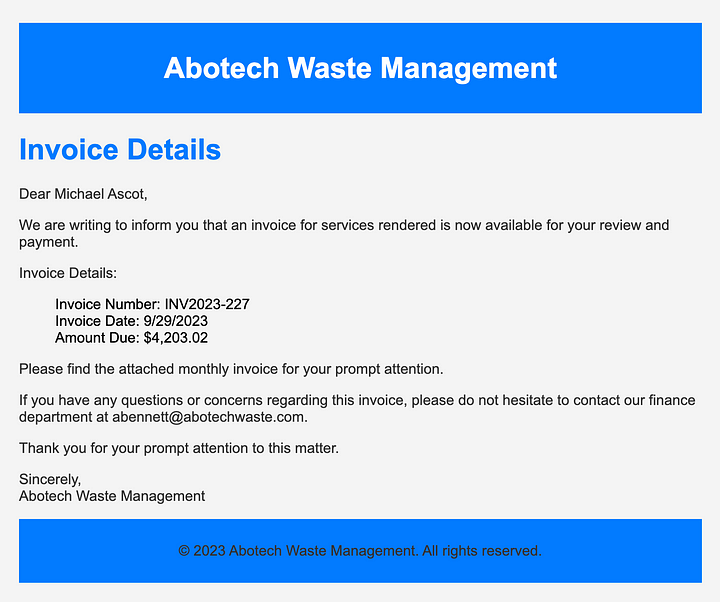 Abotech Waste Management
Invoice Details
Dear Michael Ascot,
We are writing to inform you that an invoice for services rendered is now available for your review and
payment.
Invoice Details:
Invoice Number: INV2023-227
Invoice Date: 9/29/2023
Amount Due: $4,203.02
Please find the attached monthly invoice for your prompt attention.
If you have any questions or concerns regarding this invoice, please do not hesitate to contact our finance
department at abennett@abotechwaste.com.
Thank you for your prompt attention to this matter.
Sincerely,
Abotech Waste Management
© 2023 Abotech Waste Management. All rights reserved.